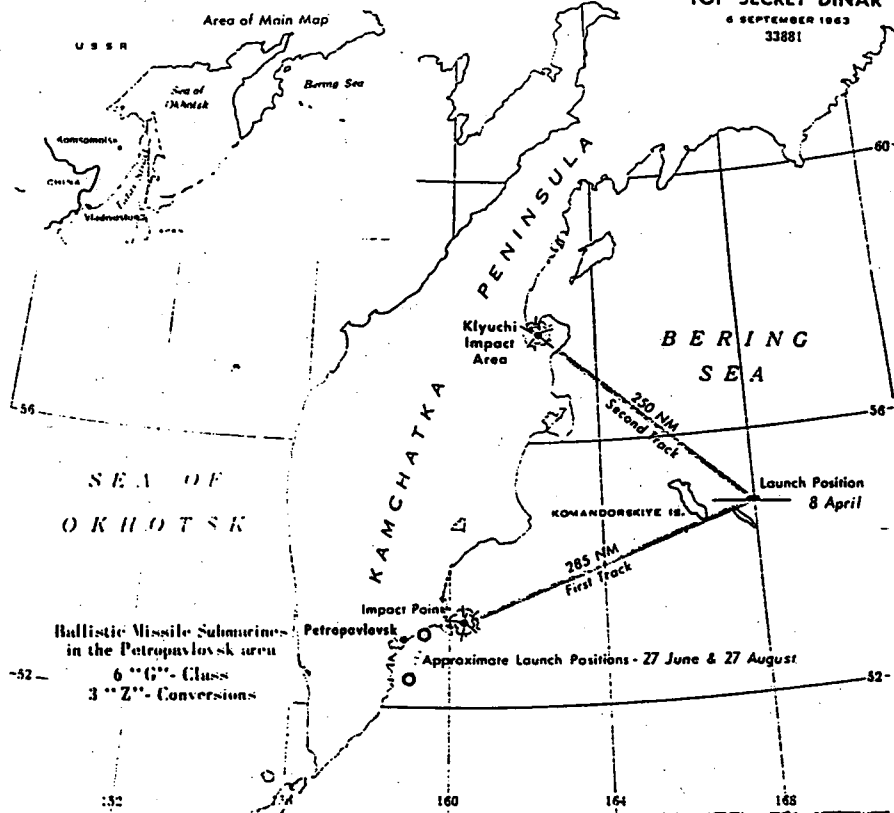 TOP SECRET DINAR
6 SEPTEMBER 1963
33881
Area of Main Map
USSR
Sea of
Okhotsk
Bering Sea
CHINA
60
KAMCHATKA PENINSULA
Klyuchi
Impact
Area
BERING
SEA
56
56
250 NM
Second Track
SEA OF
OKHOTSK
Launch Position
8 April
KOMANDORSKIYE IS.
285 NM
First Track
Impact Point
Petropavlovsk
Ballistic Missile Submarines
in the Petropavlovsk area
6 "G"- Class
3 "Z"- Conversions
Approximate Launch Positions - 27 June & 27 August
52
52
160
164
168